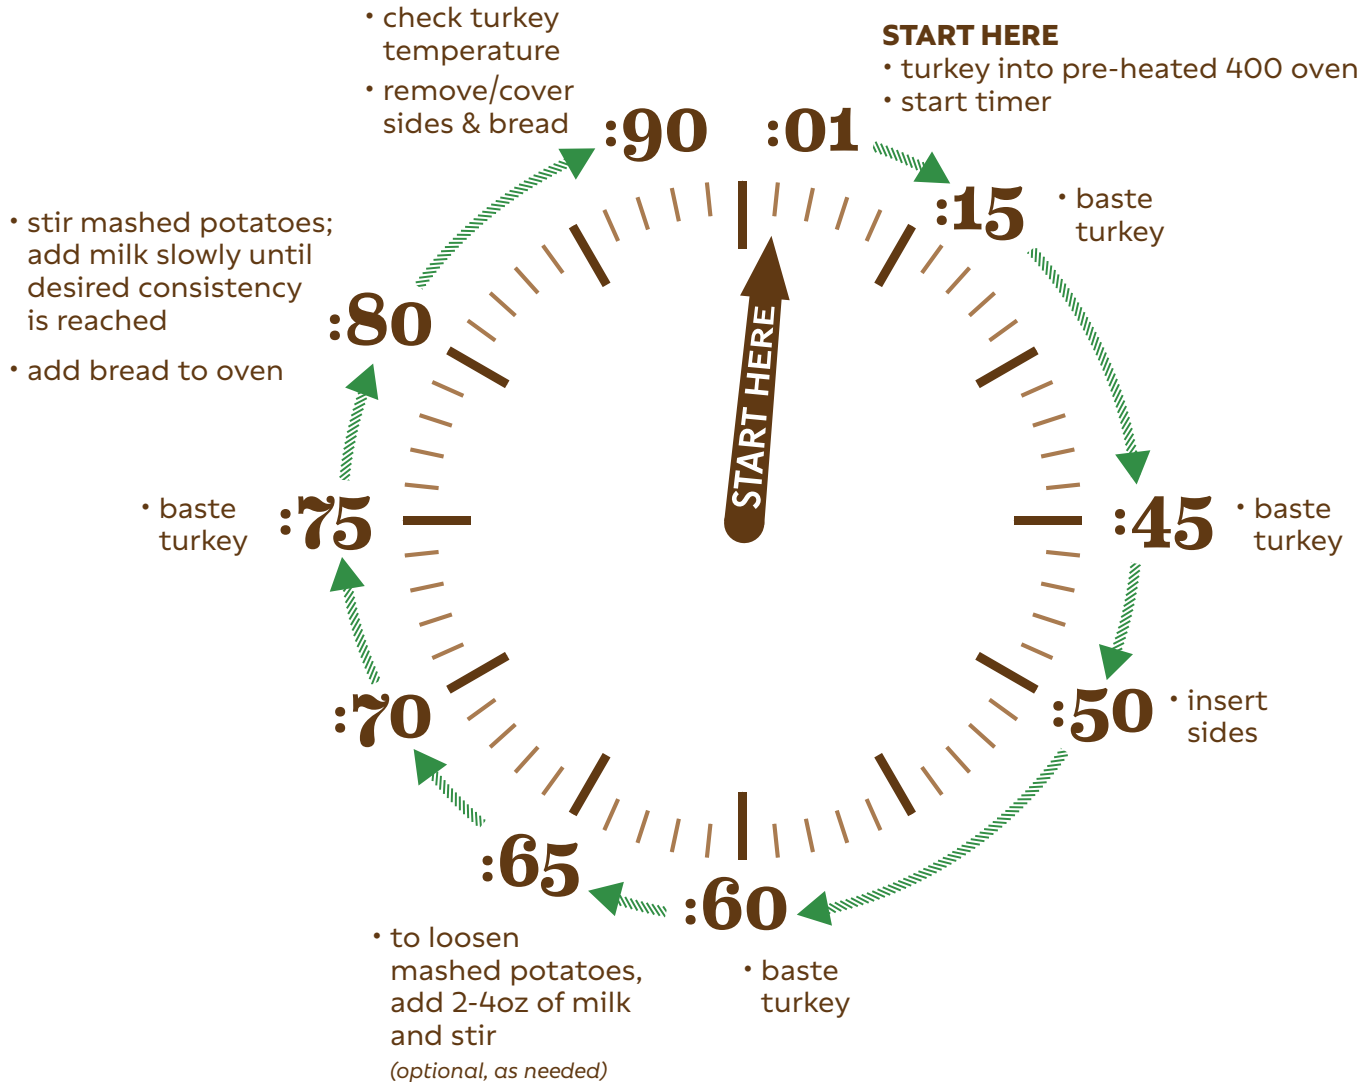 START HERE
• turkey into pre-heated 400 oven
• start timer
:01
:15
• baste
turkey
:45
• baste
turkey
:50
• insert
sides
:60
• baste
turkey
:65
• to loosen
mashed potatoes,
add 2-4oz of milk
and stir
(optional, as needed)
:70
:75
• baste
turkey
:80
• stir mashed potatoes;
add milk slowly until
desired consistency
is reached
• add bread to oven
:90
• check turkey
temperature
• remove/cover
sides & bread
START HERE